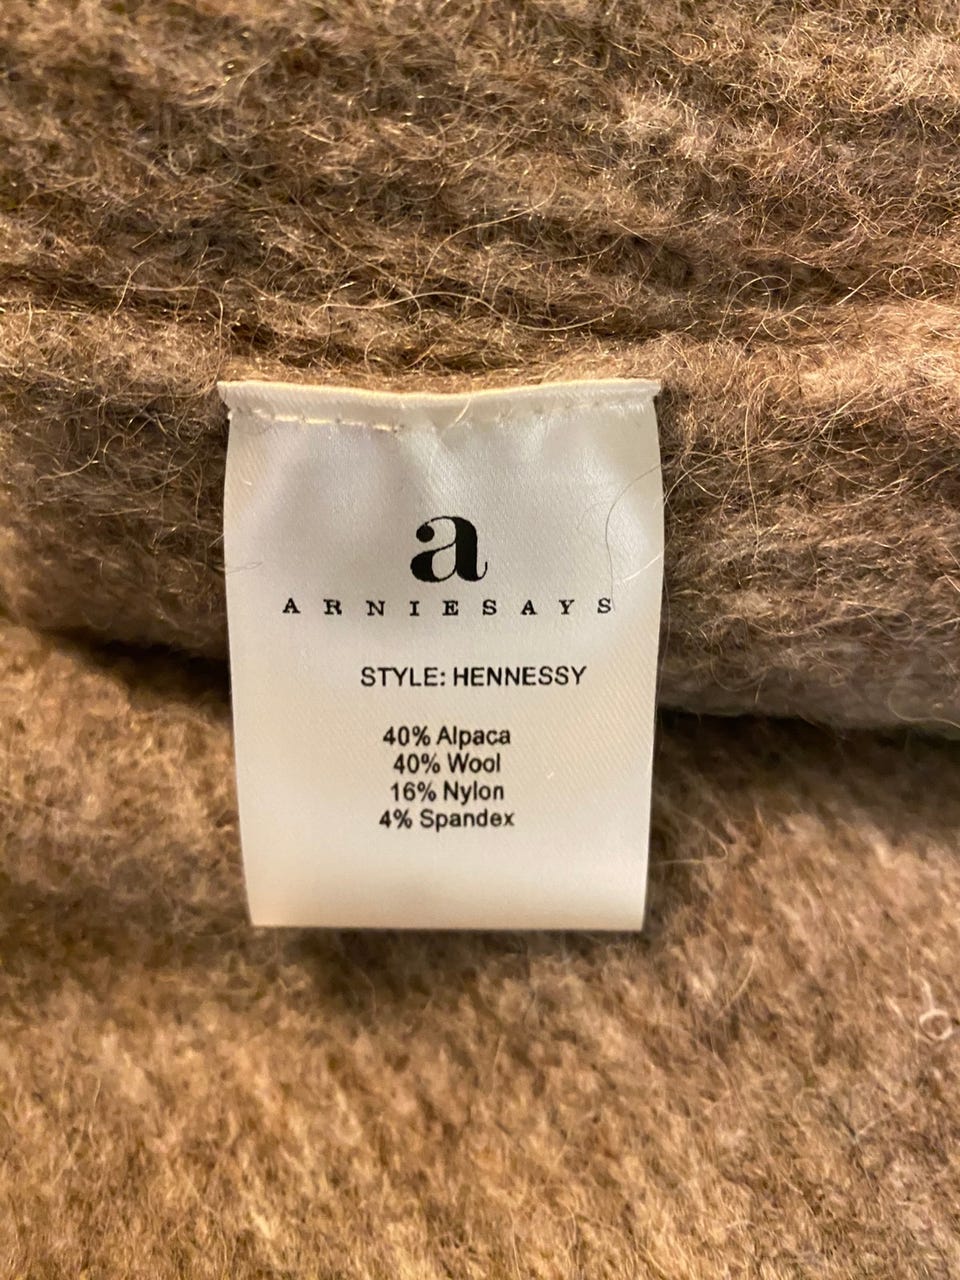 a
ARNIESAYS
STYLE: HENNESSY
40% Alpaca
40% Wool
16% Nylon
4% Spandex